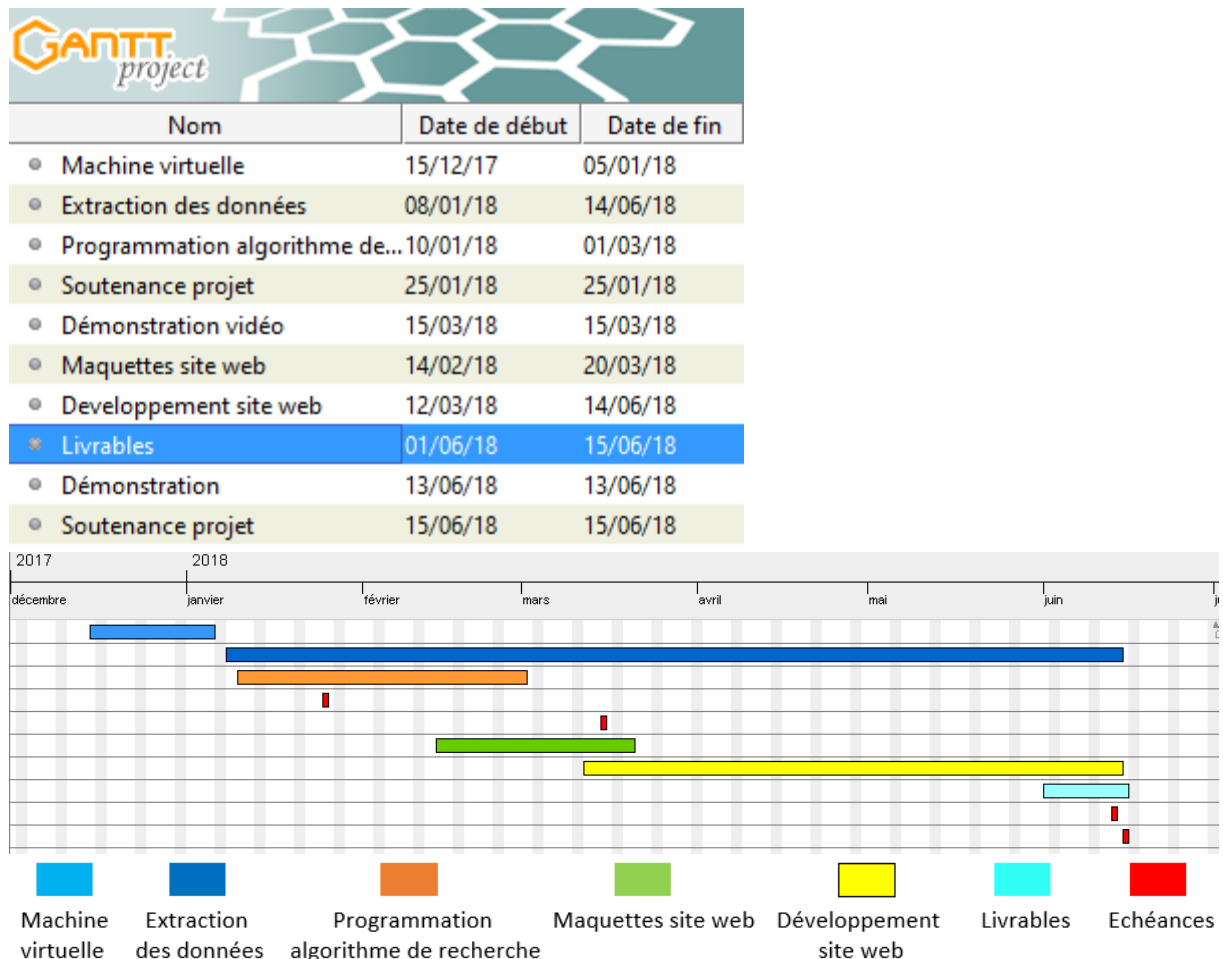 GANTT
project
Nom Date de début Date de fin
Machine virtuelle 15/12/17 05/01/18
Extraction des données 08/01/18 14/06/18
Programmation algorithme de... 10/01/18 01/03/18
Soutenance projet 25/01/18 25/01/18
Démonstration vidéo 15/03/18 15/03/18
Maquettes site web 14/02/18 20/03/18
Developpement site web 12/03/18 14/06/18
Livrables 01/06/18 15/06/18
Démonstration 13/06/18 13/06/18
Soutenance projet 15/06/18 15/06/18
2017 2018
décembre janvier février mars avril mai juin
Machine Extraction Programmation Maquettes site web Développement Livrables Echéances
virtuelle des données algorithme de recherche site web